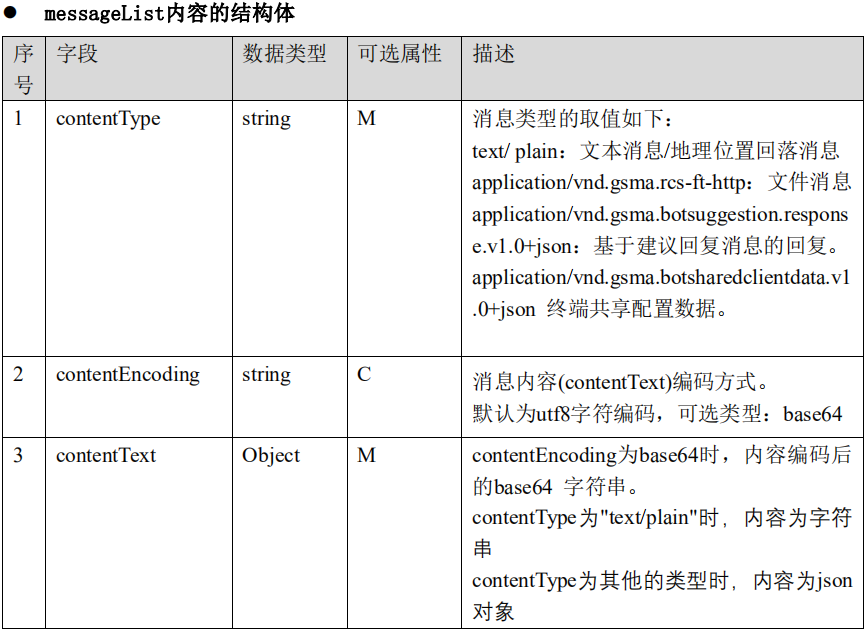 ● messageList内容的结构体
序号 字段 数据类型 可选属性 描述
1 contentType string M 消息类型的取值如下：
text/ plain：文本消息/地理位置回落消息
application/vnd.gsma.rcs-ft-http：文件消息
application/vnd.gsma.botsuggestion.respons
e.v1.0+json：基于建议回复消息的回复。
application/vnd.gsma.botsharedclientdata.v1
.0+json 终端共享配置数据。
2 contentEncoding string C 消息内容(contentText)编码方式。
默认为utf8字符编码，可选类型：base64
3 contentText Object M contentEncoding为base64时，内容编码后
的base64 字符串。
contentType为"text/plain"时，内容为字符
串
contentType为其他的类型时，内容为json
对象